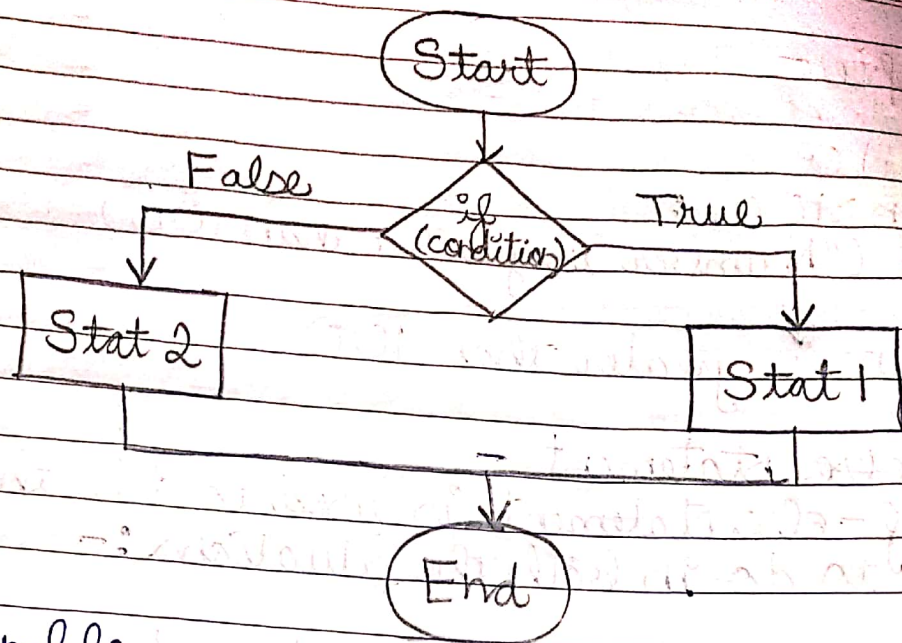 Start
False
True
if
(condition)
Stat 2
Stat 1
End